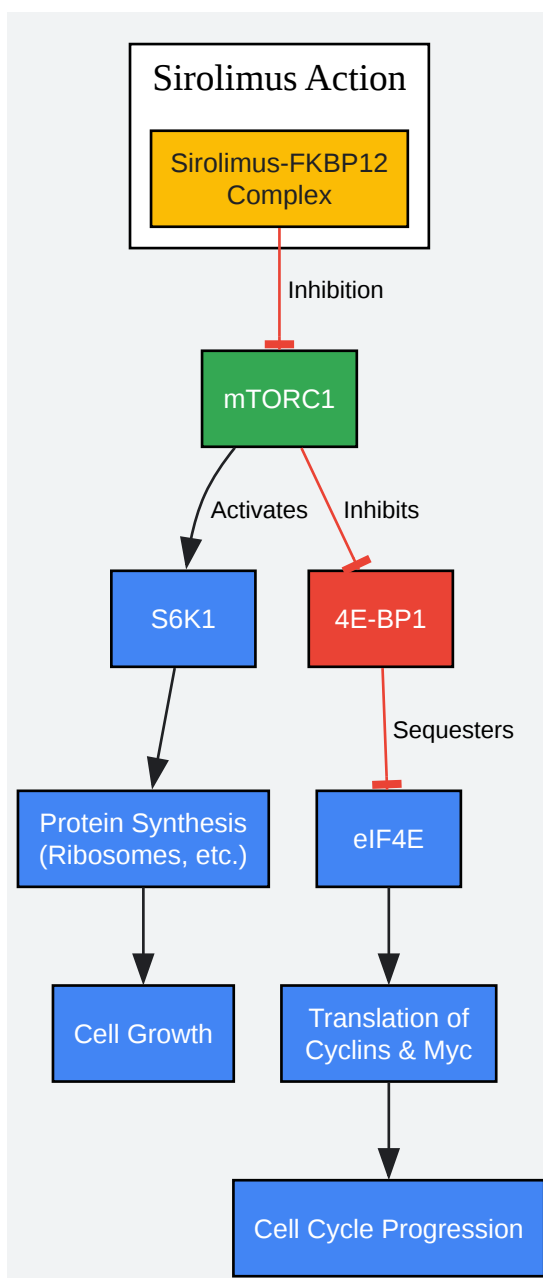 Sirolimus Action
Sirolimus-FKBP12
Complex
Inhibition
mTORC1
Activates
Inhibits
S6K1
4E-BP1
Sequesters
Protein Synthesis
(Ribosomes, etc.)
eIF4E
Cell Growth
Translation of
Cyclins & Myc
Cell Cycle Progression